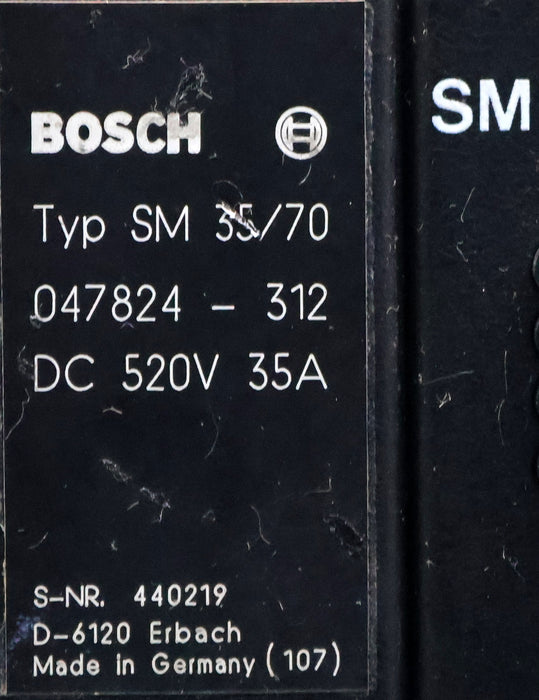 BOSCH
SM
Typ SM 35/70
047824 - 312
DC 520V 35A
S-NR. 440219
D-6120 Erbach
Made in Germany (107)